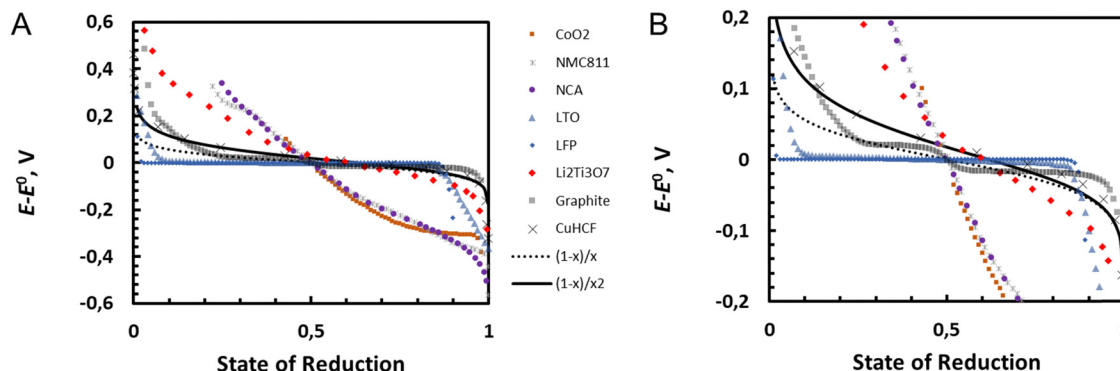 A
0,6
0,4
0,2
0
-0,2
-0,4
-0,6
E-E⁰, V
0
0,5
1
State of Reduction
CoO2
NMC811
NCA
LTO
LFP
Li2Ti3O7
Graphite
CuHCF
(1-x)/x
(1-x)/x2
B
0,2
0,1
0
-0,1
-0,2
E-E⁰, V
0
0,5
State of Reduction